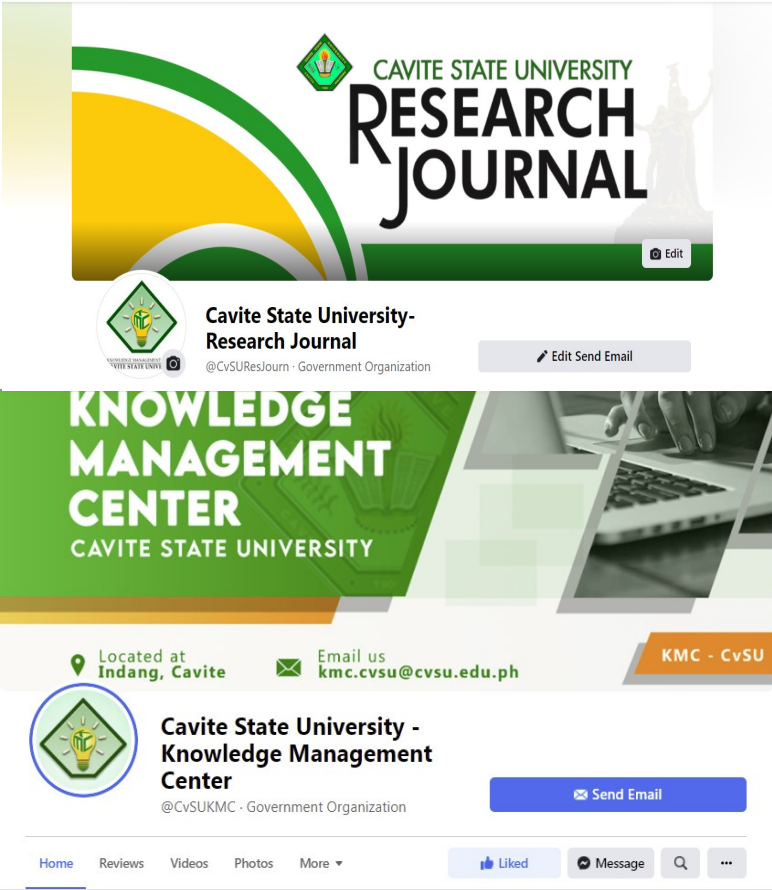 CAVITE STATE UNIVERSITY
RESEARCH
JOURNAL
Edit
Cavite State University-
Research Journal
@CvSUResJourn · Government Organization
Edit Send Email
KNOWLEDGE MANAGEMENT
KNOWLEDGE
MANAGEMENT
CENTER
CAVITE STATE UNIVERSITY
Located at
Indang, Cavite
Email us
kmc.cvsu@cvsu.edu.ph
KMC - CvSU
Cavite State University -
Knowledge Management
Center
@CvSUKMC · Government Organization
Send Email
Home Reviews Videos Photos More
Liked Message ...